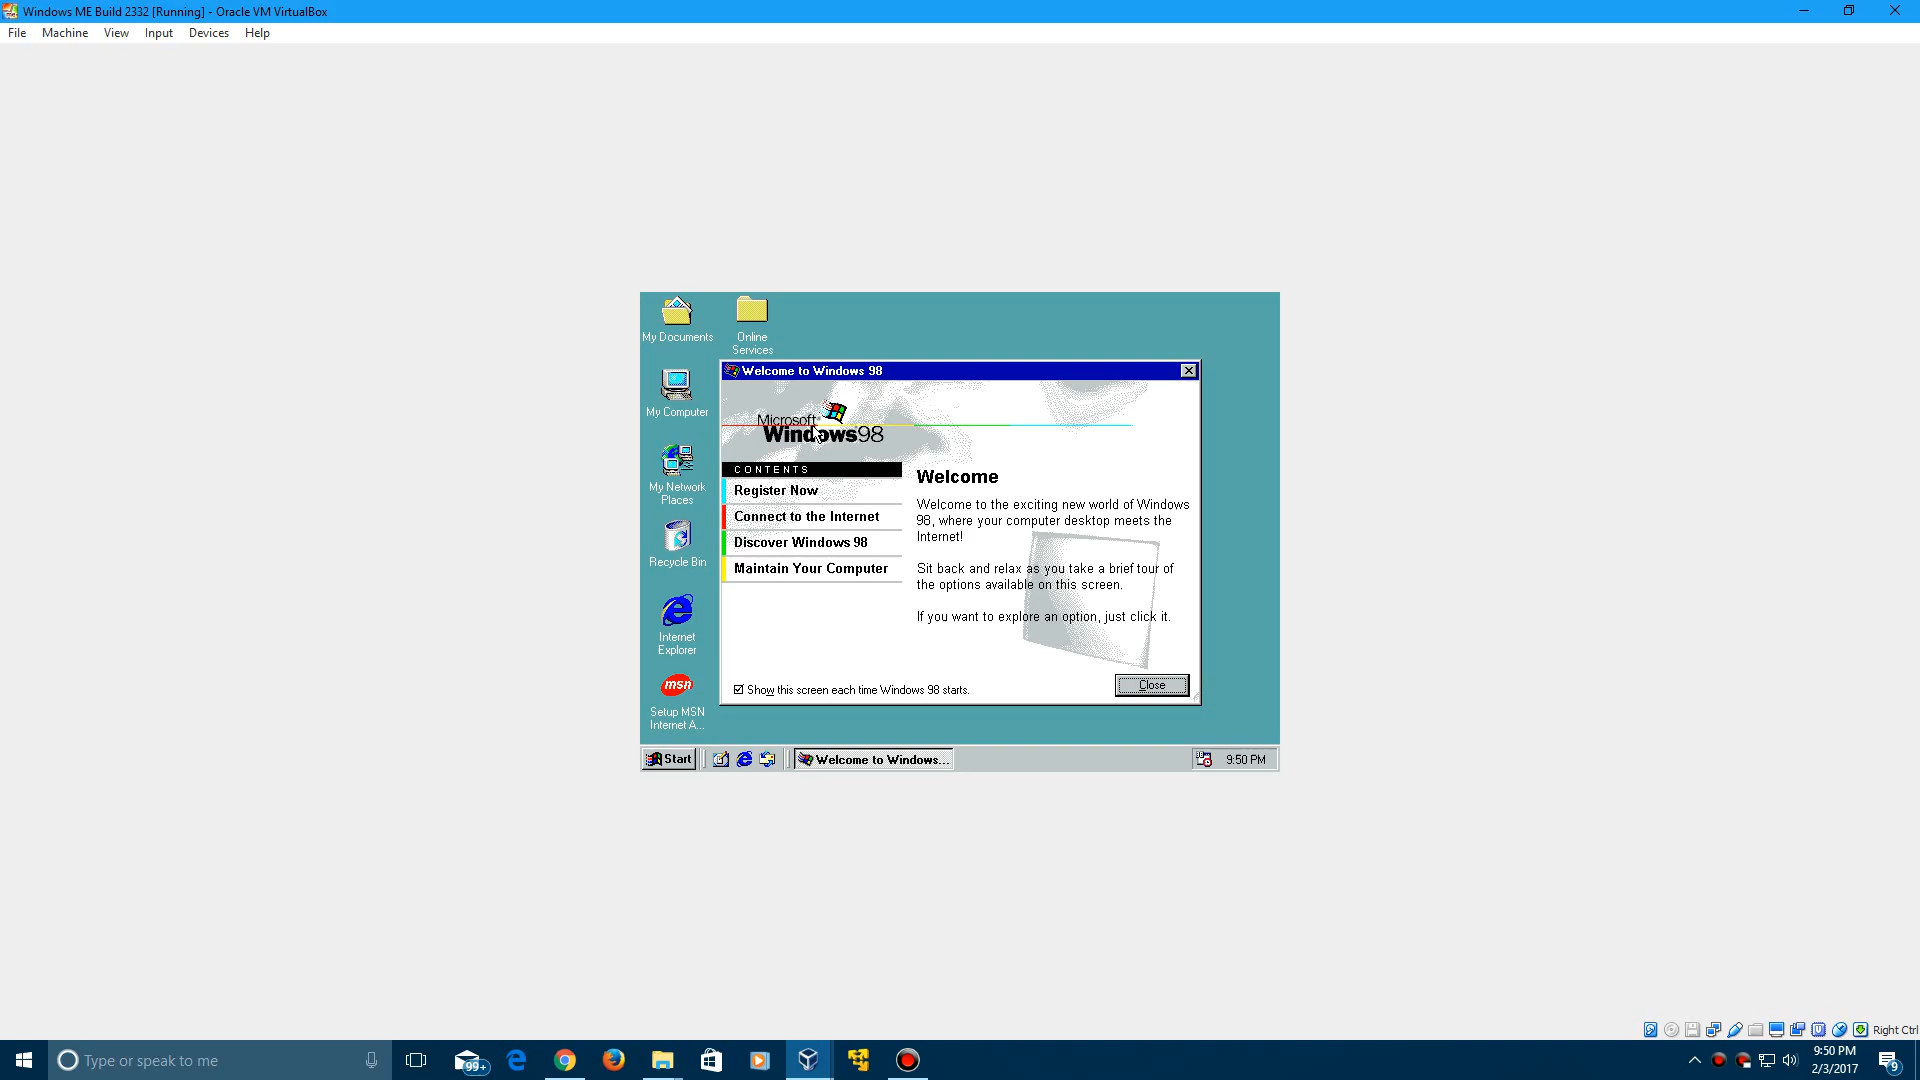 Windows ME Build 2332 [Running] - Oracle VM VirtualBox
File Machine View Input Devices Help
My Documents
Online
Services
Welcome to Windows 98
My Computer
Microsoft
Windows98
CONTENTS
Register Now
Connect to the Internet
Discover Windows 98
Maintain Your Computer
Welcome
Welcome to the exciting new world of Windows
98, where your computer desktop meets the
Internet!
Sit back and relax as you take a brief tour of
the options available on this screen.
If you want to explore an option, just click it.
My Network
Places
Recycle Bin
Internet
Explorer
msn
Setup MSN
Internet A...
Show this screen each time Windows 98 starts.
Close
Start
Welcome to Windows...
9:50 PM
Right Ctrl
Type or speak to me
99+
9:50 PM
2/3/2017
9